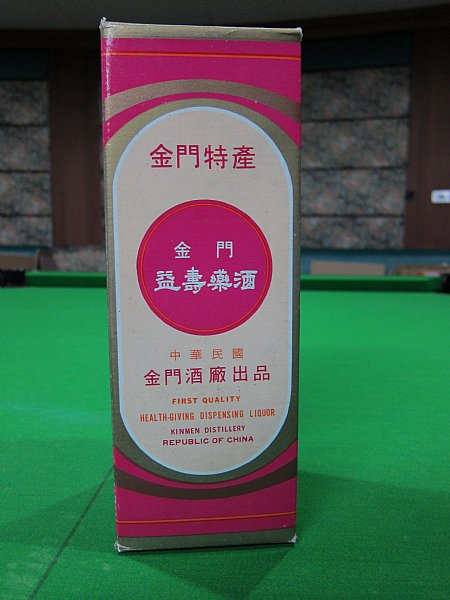 金門特產
金門
益壽藥酒
中華民國
金門酒廠出品
FIRST QUALITY
HEALTH-GIVING DISPENSING LIQUOR
KINMEN DISTILLERY
REPUBLIC OF CHINA